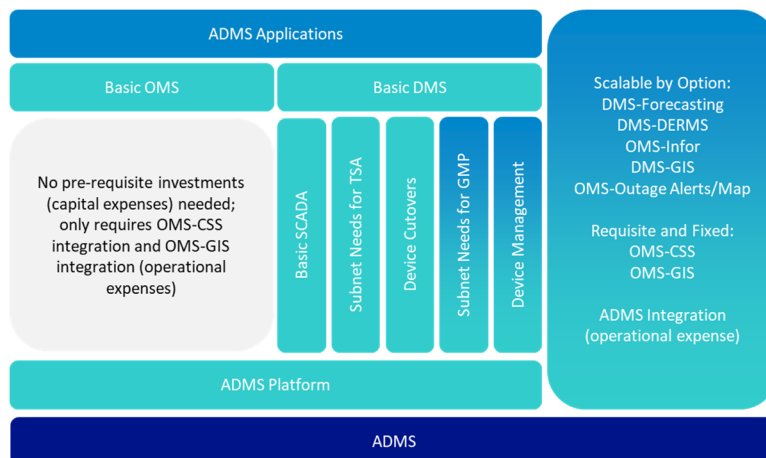 ADMS Applications
Basic OMS
Basic DMS
No pre-requisite investments
(capital expenses) needed;
only requires OMS-CSS
integration and OMS-GIS
integration (operational
expenses)
Basic SCADA
Subnet Needs for TSA
Device Cutovers
Subnet Needs for GMP
Device Management
ADMS Platform
ADMS
Scalable by Option:
DMS-Forecasting
DMS-DERMS
OMS-Infor
DMS-GIS
OMS-Outage Alerts/Map
Requisite and Fixed:
OMS-CSS
OMS-GIS
ADMS Integration
(operational expense)